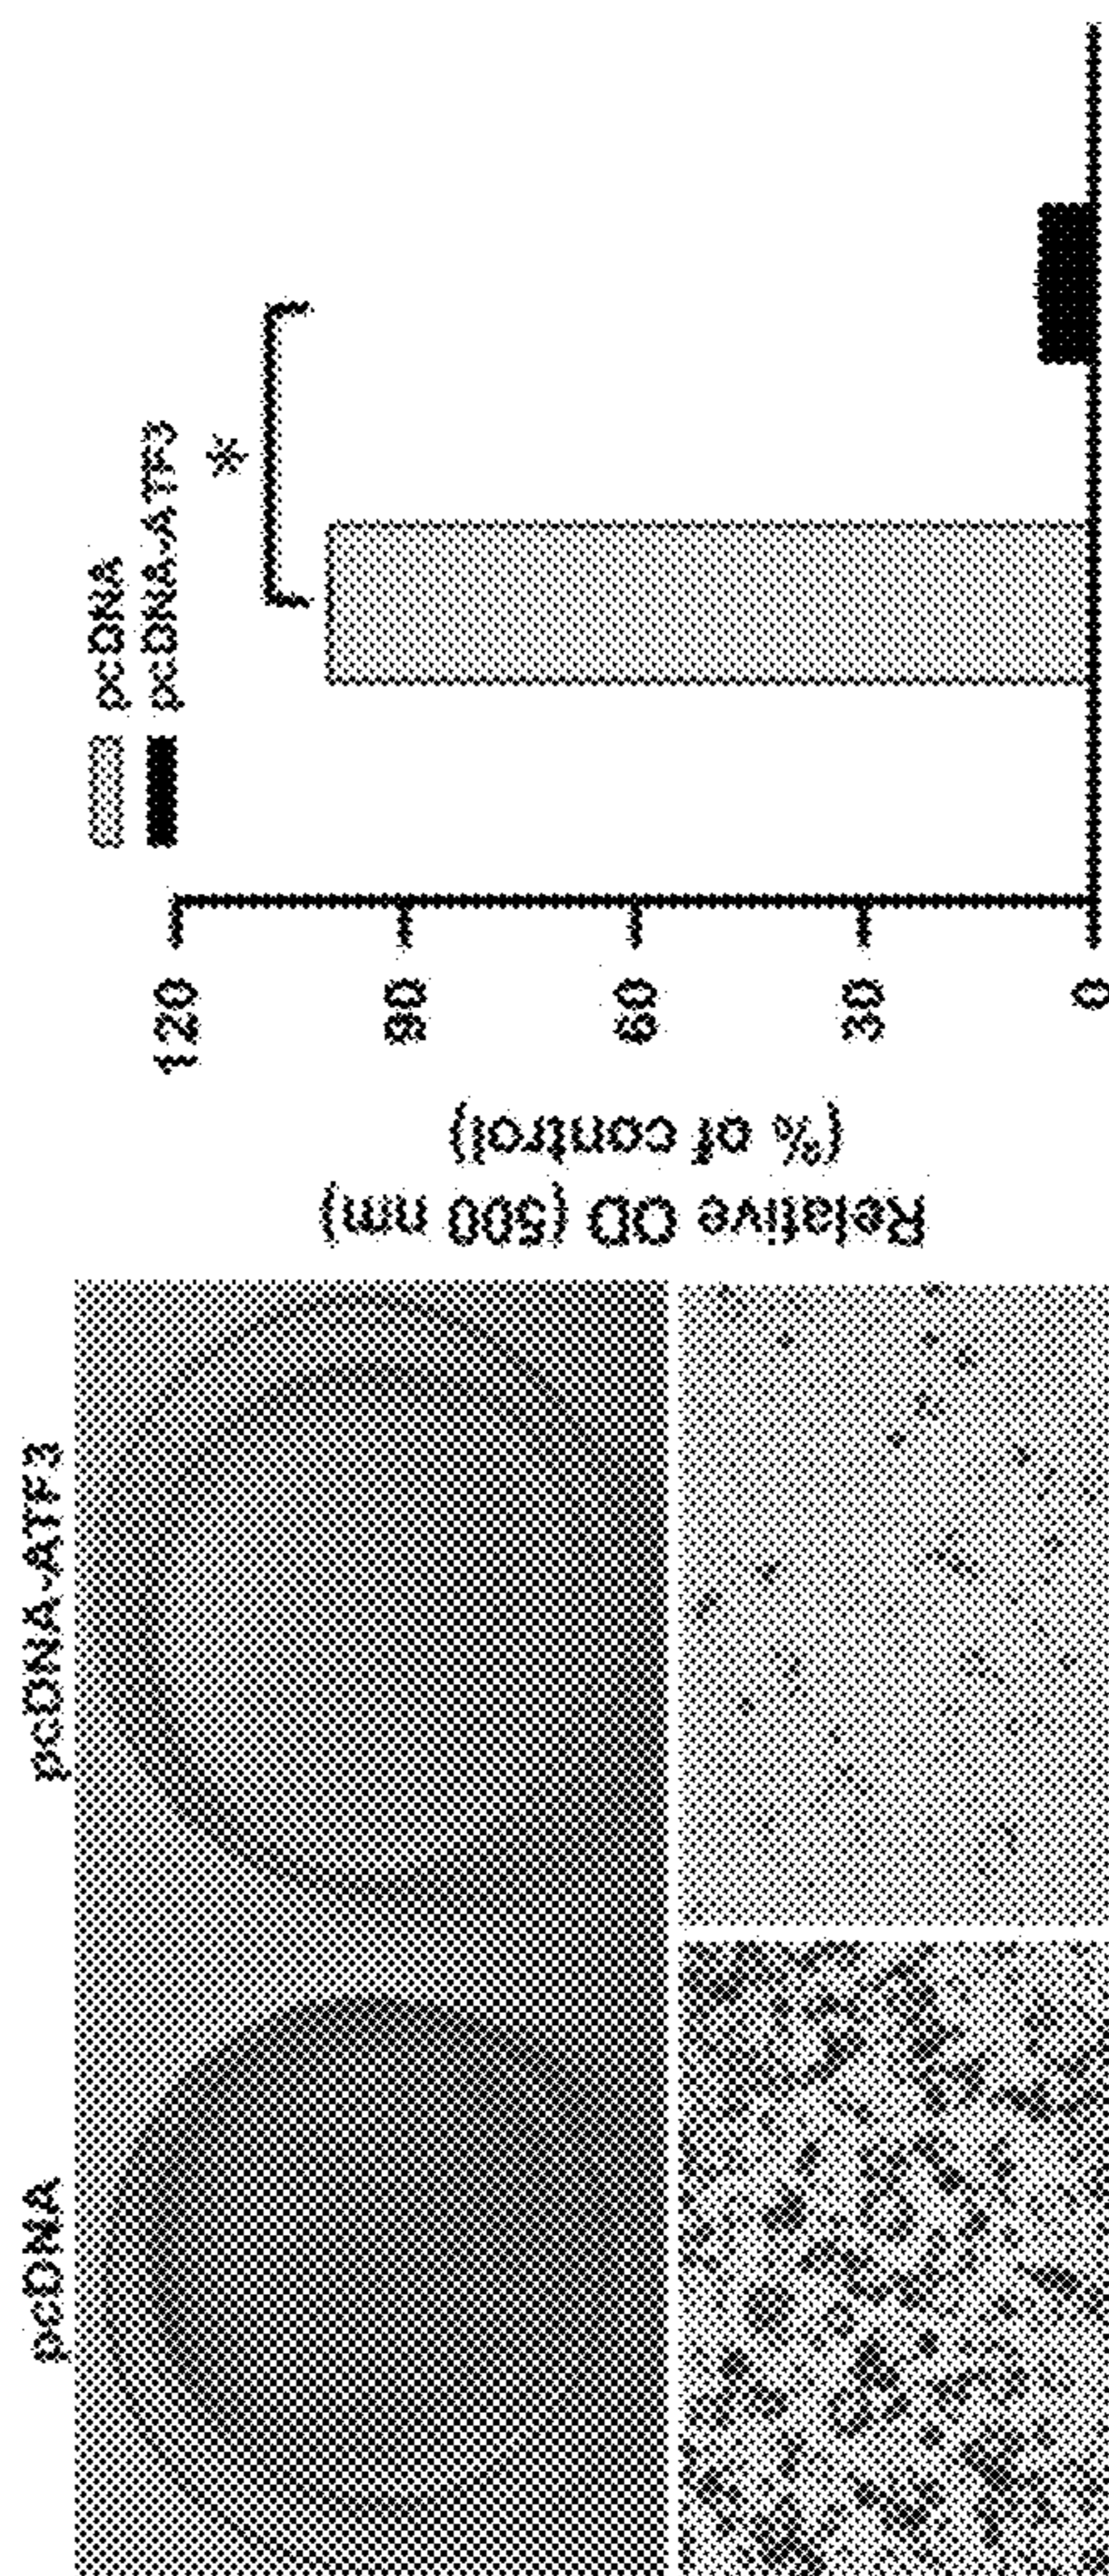 pcDNA
pcDNA-ATF3
Relative OD (500 nm)
(% of control)
120
90
60
30
0
pcDNA
pcDNA-ATF3
*